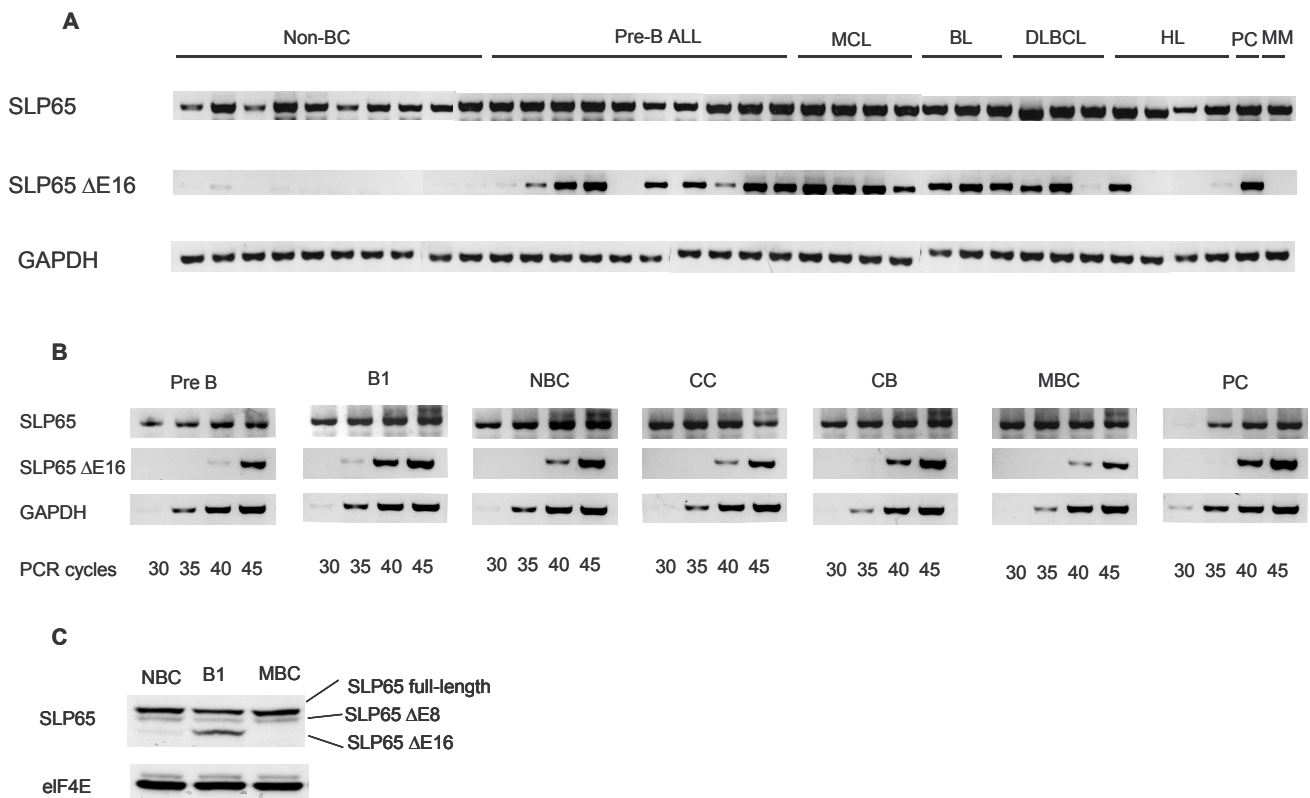 A
Non-BC Pre-B ALL MCL BL DLBCL HL PC MM
SLP65
SLP65 ΔE16
GAPDH
B
Pre B B1 NBC CC CB MBC PC
SLP65
SLP65 ΔE16
GAPDH
PCR cycles 30 35 40 45 30 35 40 45 30 35 40 45 30 35 40 45 30 35 40 45 30 35 40 45 30 35 40 45
C
NBC B1 MBC
SLP65 full-length
SLP65 SLP65 ΔE8
SLP65 ΔE16
eIF4E